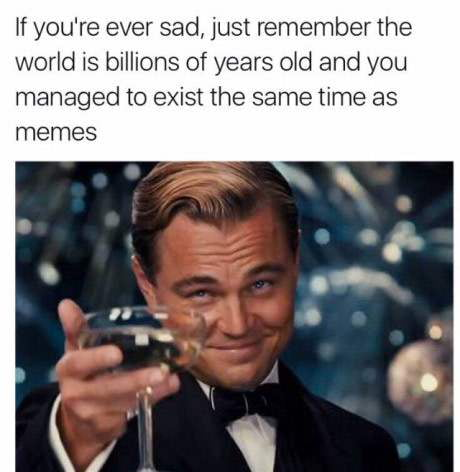 If you're ever sad, just remember the
world is billions of years old and you
managed to exist the same time as
memes